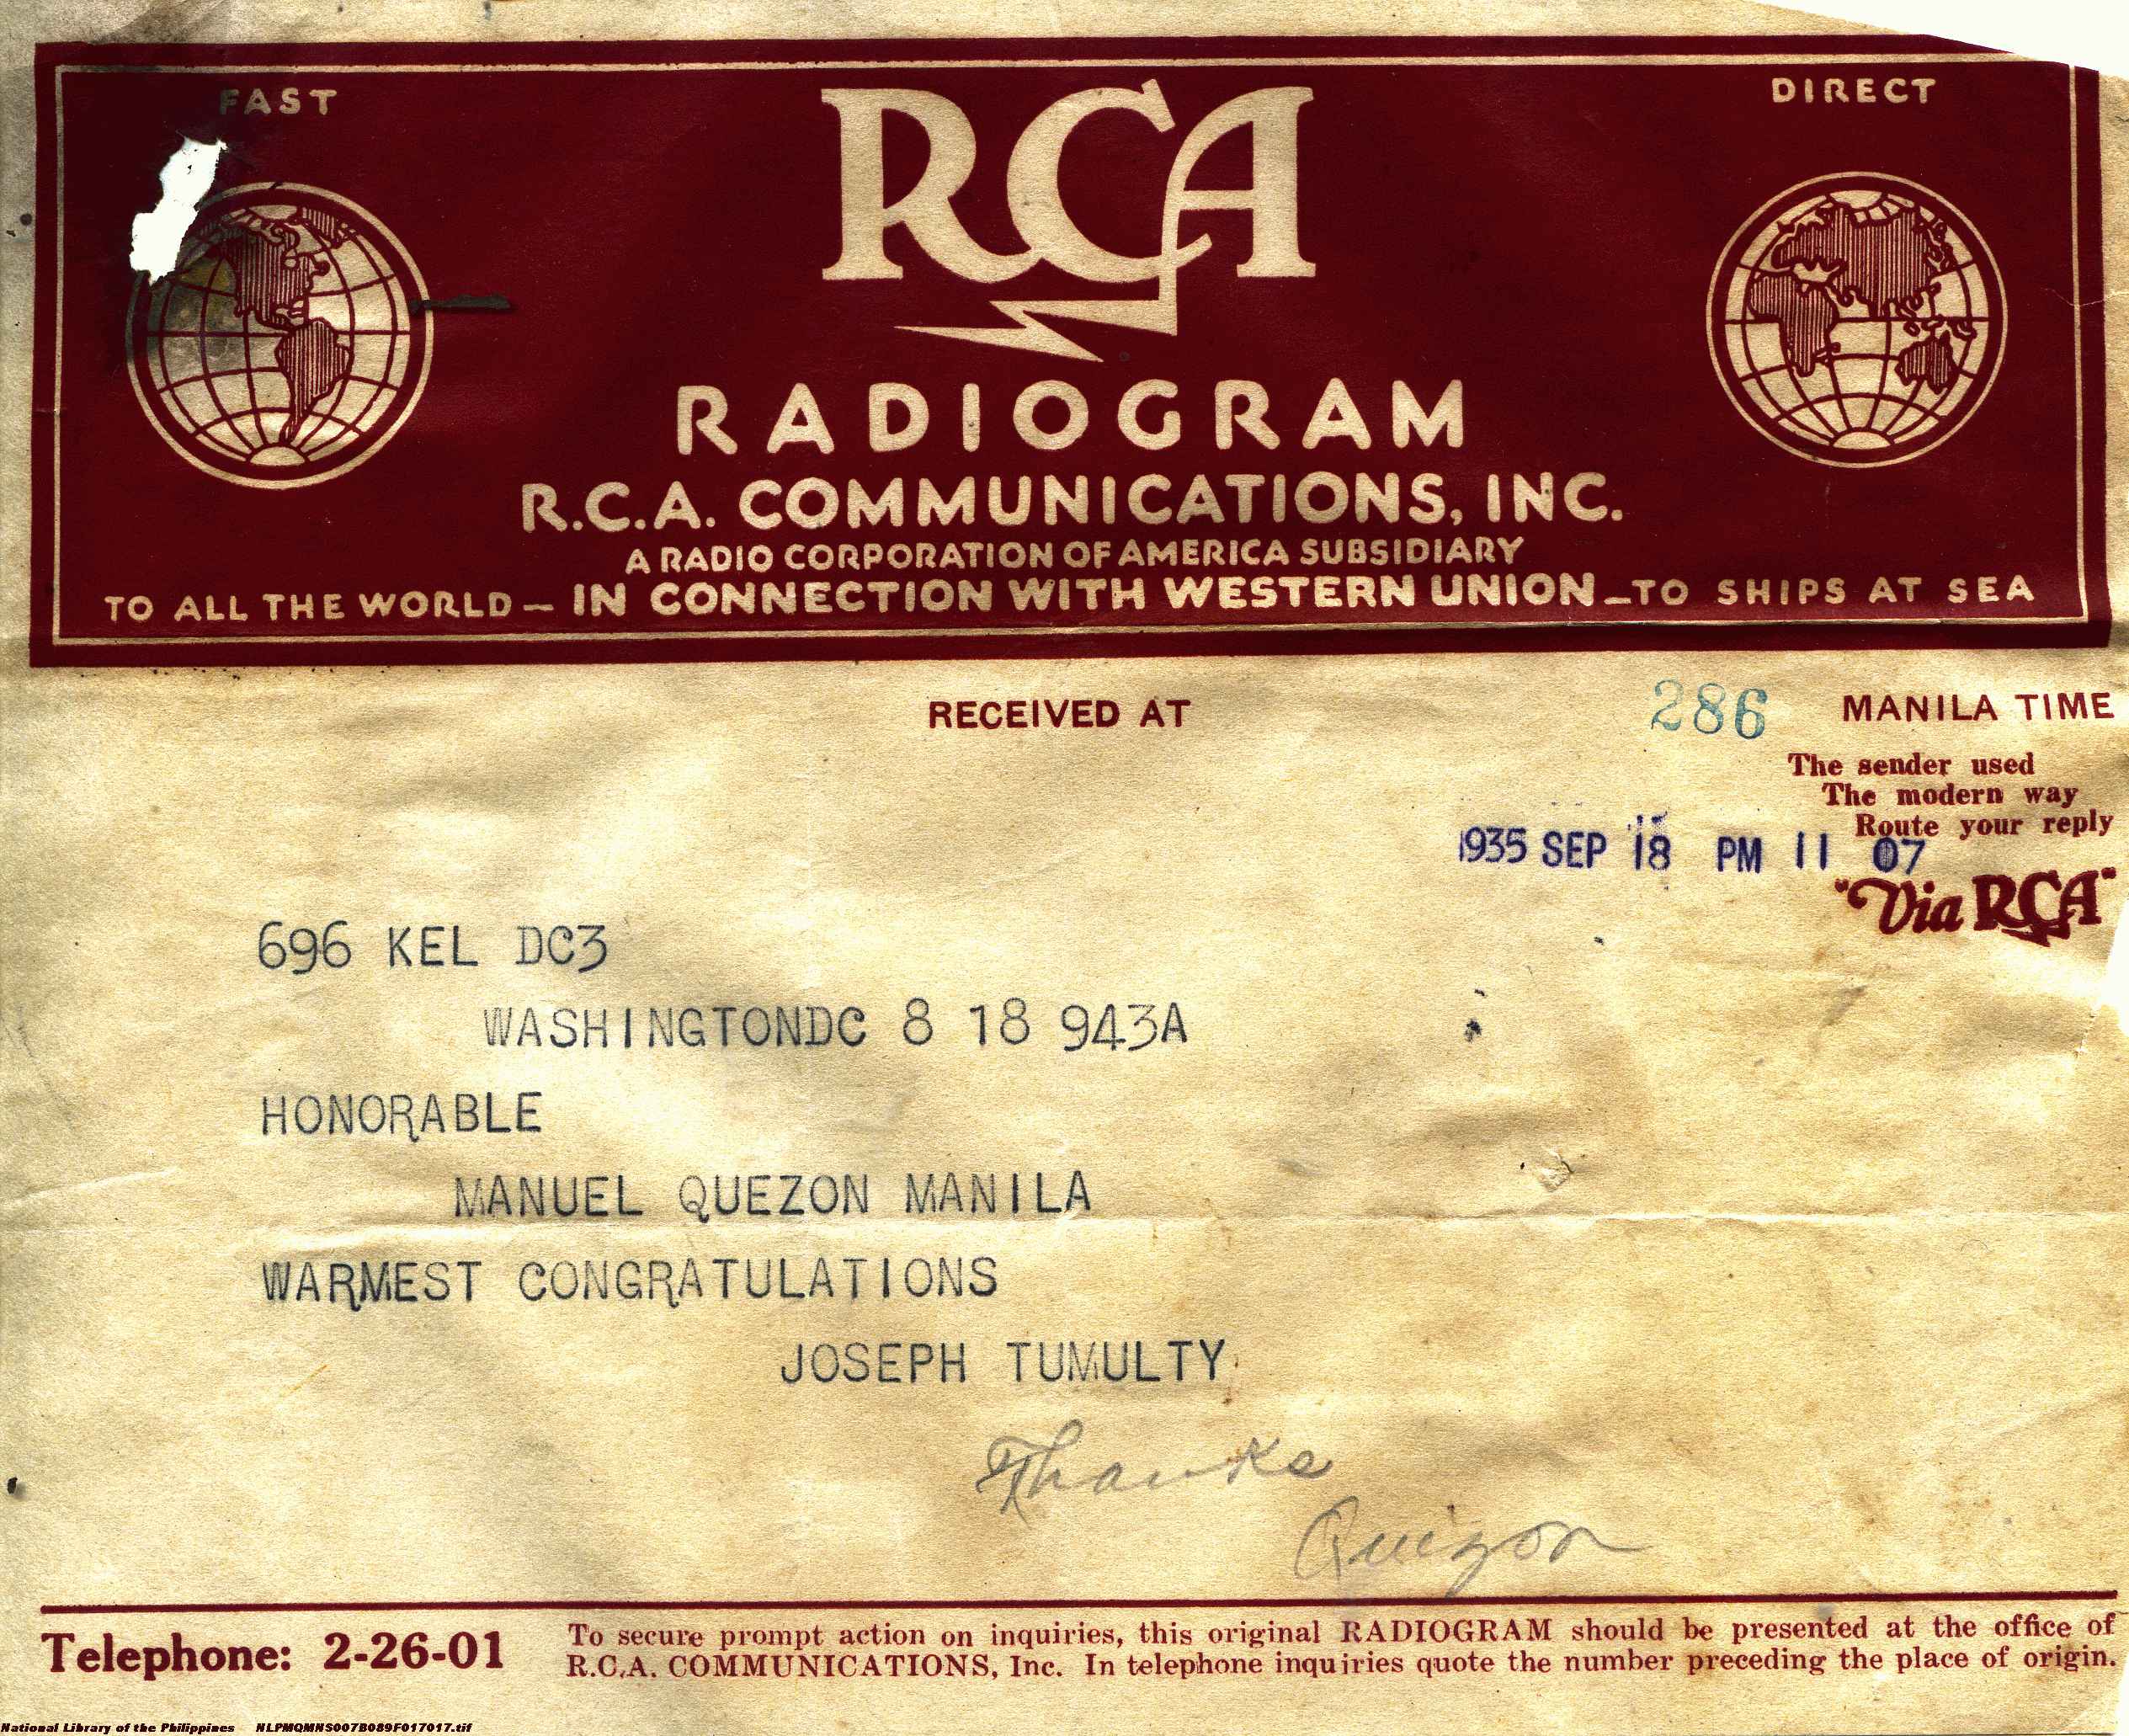 FAST
DIRECT
RCA
RADIOGRAM
R.C.A. COMMUNICATIONS, INC.
A RADIO CORPORATION OF AMERICA SUBSIDIARY
TO ALL THE WORLD — IN CONNECTION WITH WESTERN UNION — TO SHIPS AT SEA
RECEIVED AT
286
MANILA TIME
The sender used
The modern way
Route your reply
1935 SEP 18 PM 11 07
"Via RCA"
696 KEL DC3
WASHINGTONDC 8 18 943A
HONORABLE
MANUEL QUEZON MANILA
WARMEST CONGRATULATIONS
JOSEPH TUMULTY
Thanks
Quezon
Telephone: 2-26-01
To secure prompt action on inquiries, this original RADIOGRAM should be presented at the office of
R.C.A. COMMUNICATIONS, Inc. In telephone inquiries quote the number preceding the place of origin.
National Library of the Philippines NLPMQMNS007B089F017017.tif